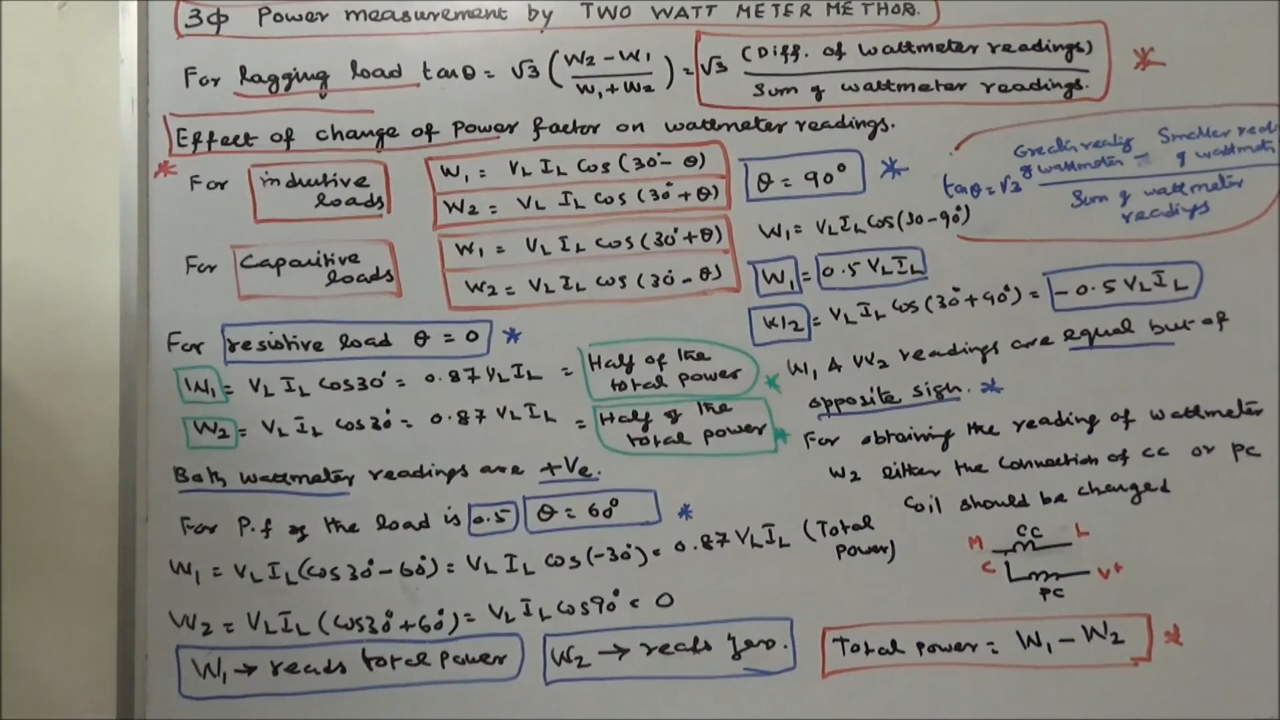 3Φ Power measurement by TWO WATT METER METHOD.
For lagging load tanθ = √3 (W2 - W1 / W1 + W2) = √3 (Diff. of wattmeter readings) / Sum of wattmeter readings. *
Effect of change of Power factor on wattmeter readings.
* For inductive loads
W1 = VL IL Cos (30° - θ)
W2 = VL IL Cos (30° + θ)
For Capacitive loads
W1 = VL IL Cos (30° + θ)
W2 = VL IL Cos (30 - θ)
For resistive load θ = 0 *
W1 = VL IL Cos30° = 0.87 VL IL = Half of the total power *
W2 = VL IL Cos30° = 0.87 VL IL = Half of the total power *
Both wattmeter readings are +Ve.
For P.f of the load is 0.5 θ = 60° *
W1 = VL IL (Cos 30° - 60°) = VL IL Cos (-30°) = 0.87 VL IL (Total power)
W2 = VL IL (Cos30° + 60°) = VL IL Cos90° = 0
W1 → reads total power
W2 → reads zero.
tanθ = √3 Greater reading of wattmeter - Smaller readi of wattmete / Sum of wattmeter readings
θ = 90° *
W1 = VL IL Cos (30 - 90°)
W1 = 0.5 VL IL
W2 = VL IL Cos (30° + 90°) = - 0.5 VL IL
W1 & W2 readings are equal but of
opposite sign. *
For obtaining the reading of wattmeter
W2 either the Connection of CC or PC
Coil should be changed
M CC L
C PC V+
Total power = W1 - W2 *